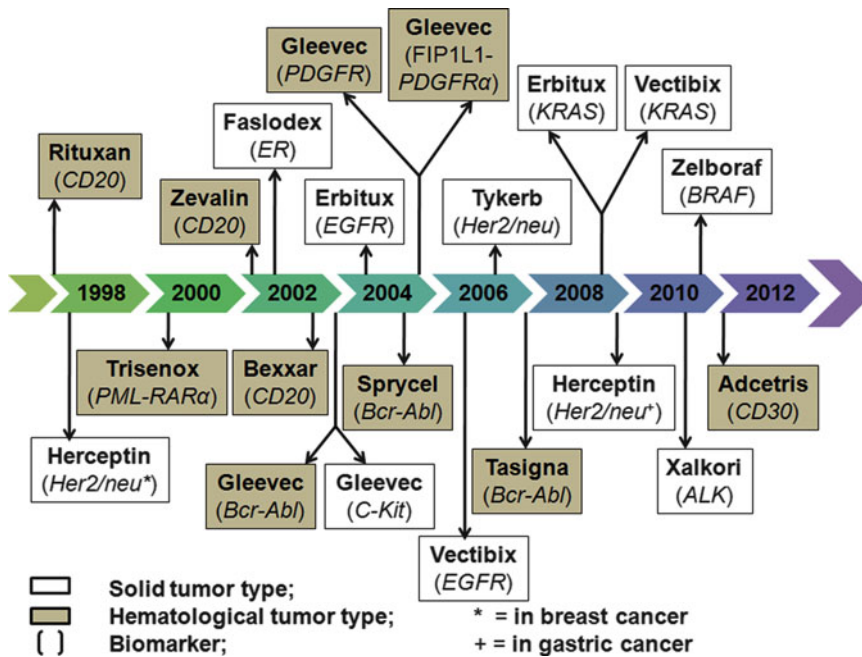 Gleevec
(PDGFR)
Gleevec
(FIP1L1-
PDGFRα)
Erbitux
(KRAS)
Vectibix
(KRAS)
Rituxan
(CD20)
Faslodex
(ER)
Zevalin
(CD20)
Erbitux
(EGFR)
Tykerb
(Her2/neu)
Zelboraf
(BRAF)
1998 2000 2002 2004 2006 2008 2010 2012
Trisenox
(PML-RARα)
Bexxar
(CD20)
Sprycel
(Bcr-Abl)
Herceptin
(Her2/neu+)
Adcetris
(CD30)
Herceptin
(Her2/neu*)
Gleevec
(Bcr-Abl)
Gleevec
(C-Kit)
Tasigna
(Bcr-Abl)
Xalkori
(ALK)
Vectibix
(EGFR)
Solid tumor type;
Hematological tumor type;
( ) Biomarker;
* = in breast cancer
+ = in gastric cancer